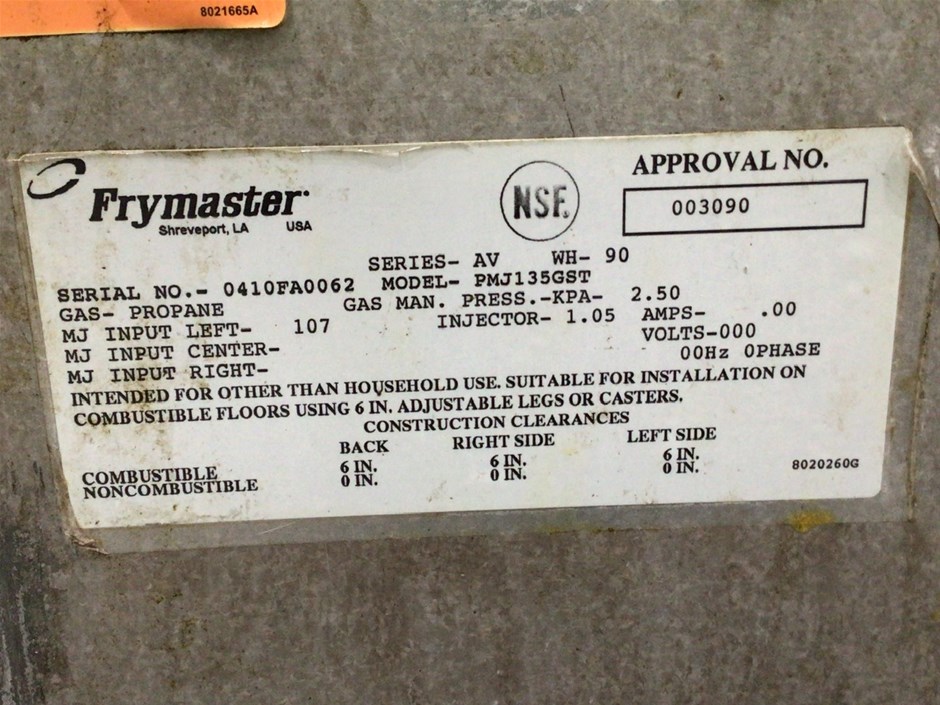 8021665A
Frymaster
Shreveport, LA USA
NSF®
APPROVAL NO.
003090
SERIES- AV WH- 90
SERIAL NO.- 0410FA0062 MODEL- PMJ135GST
GAS- PROPANE GAS MAN. PRESS.-KPA- 2.50
MJ INPUT LEFT- 107 INJECTOR- 1.05 AMPS- .00
MJ INPUT CENTER- VOLTS-000
MJ INPUT RIGHT- 00Hz 0PHASE
INTENDED FOR OTHER THAN HOUSEHOLD USE. SUITABLE FOR INSTALLATION ON
COMBUSTIBLE FLOORS USING 6 IN. ADJUSTABLE LEGS OR CASTERS.
CONSTRUCTION CLEARANCES
BACK RIGHT SIDE LEFT SIDE
COMBUSTIBLE 6 IN. 6 IN. 6 IN.
NONCOMBUSTIBLE 0 IN. 0 IN. 0 IN.
8020260G